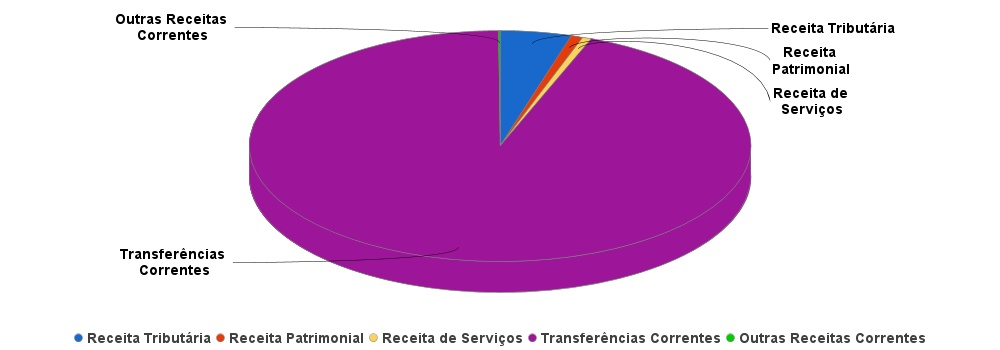 Outras Receitas
Correntes
Receita Tributária
Receita
Patrimonial
Receita de
Serviços
Transferências
Correntes
Receita Tributária Receita Patrimonial Receita de Serviços Transferências Correntes Outras Receitas Correntes